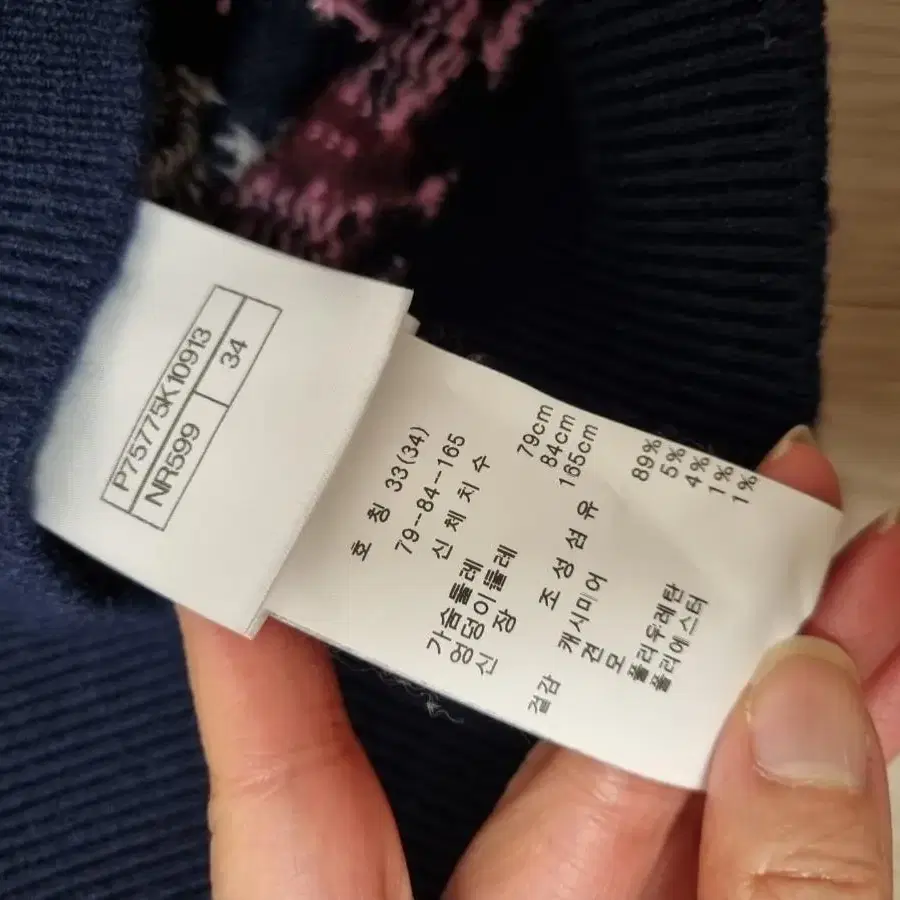 P75775K10913
NR599 34
호 칭 33(34)
79--84--165
신 체 치 수
가슴둘레 79cm
엉덩이둘레 84cm
신 장 165cm
조 성 섬 유
겉감 캐시미어 89%
견 5%
모 4%
폴리우레탄 1%
폴리에스터 1%